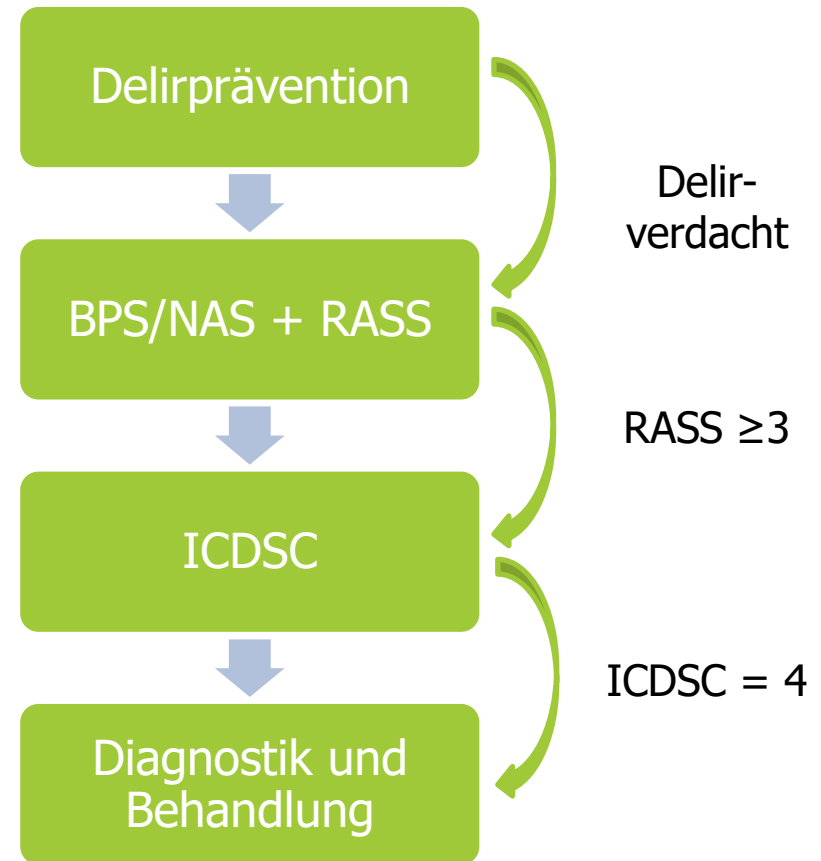 Delirprävention
Delir-
verdacht
BPS/NAS + RASS
RASS ≥3
ICDSC
ICDSC = 4
Diagnostik und
Behandlung